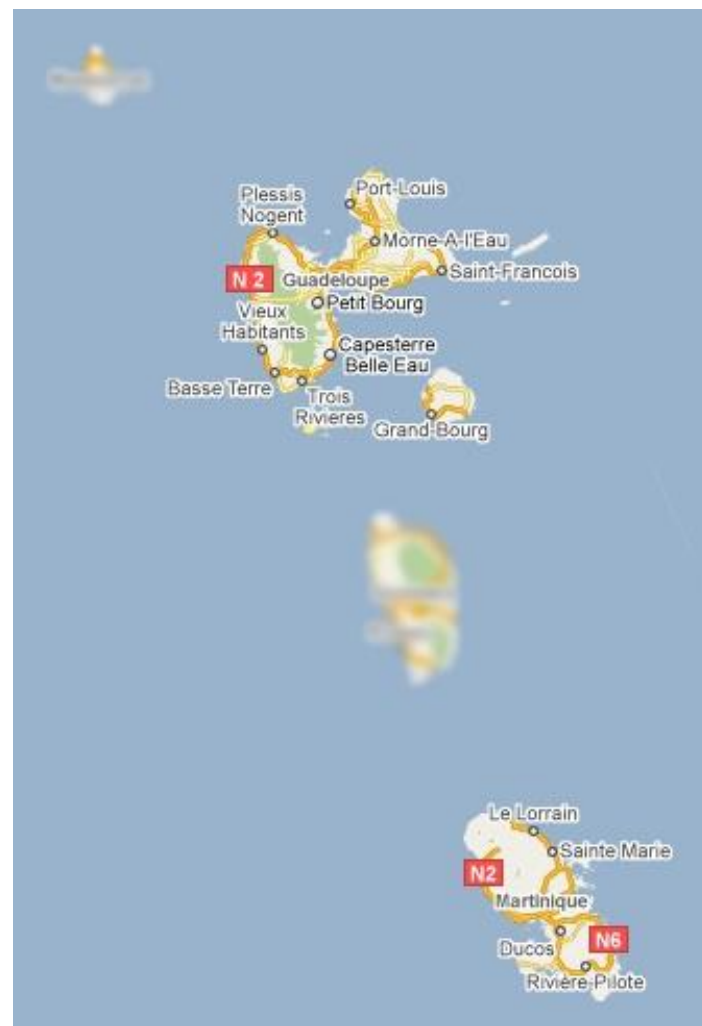 Port-Louis
Plessis
Nogent
Morne-A-l'Eau
Saint-Francois
N 2
Guadeloupe
Petit Bourg
Vieux
Habitants
Capesterre
Belle Eau
Basse Terre
Trois
Rivieres
Grand-Bourg
Le Lorrain
Sainte Marie
N2
Martinique
Ducos
N6
Rivière-Pilote